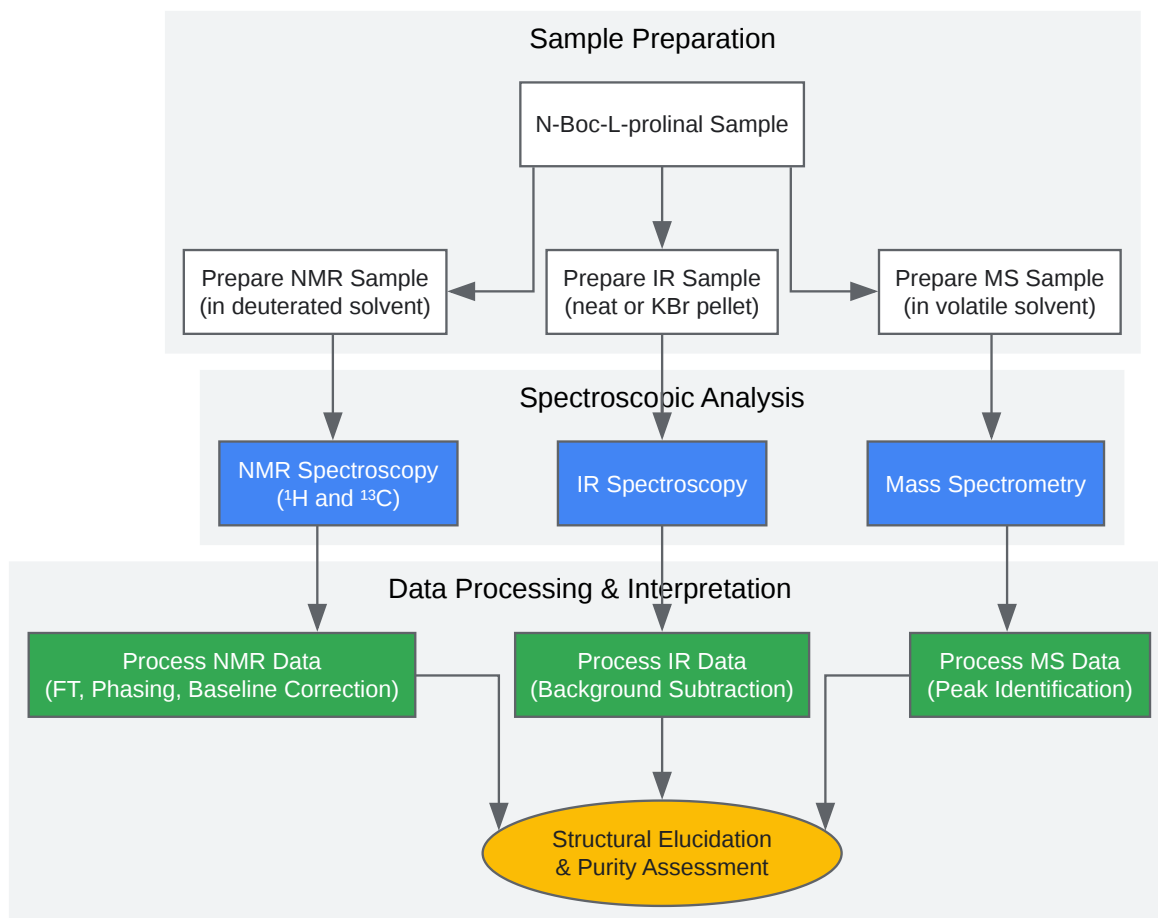 Sample Preparation
N-Boc-L-prolinal Sample
Prepare NMR Sample
(in deuterated solvent)
Prepare IR Sample
(neat or KBr pellet)
Prepare MS Sample
(in volatile solvent)
Spectroscopic Analysis
NMR Spectroscopy
(¹H and ¹³C)
IR Spectroscopy
Mass Spectrometry
Data Processing & Interpretation
Process NMR Data
(FT, Phasing, Baseline Correction)
Process IR Data
(Background Subtraction)
Process MS Data
(Peak Identification)
Structural Elucidation
& Purity Assessment